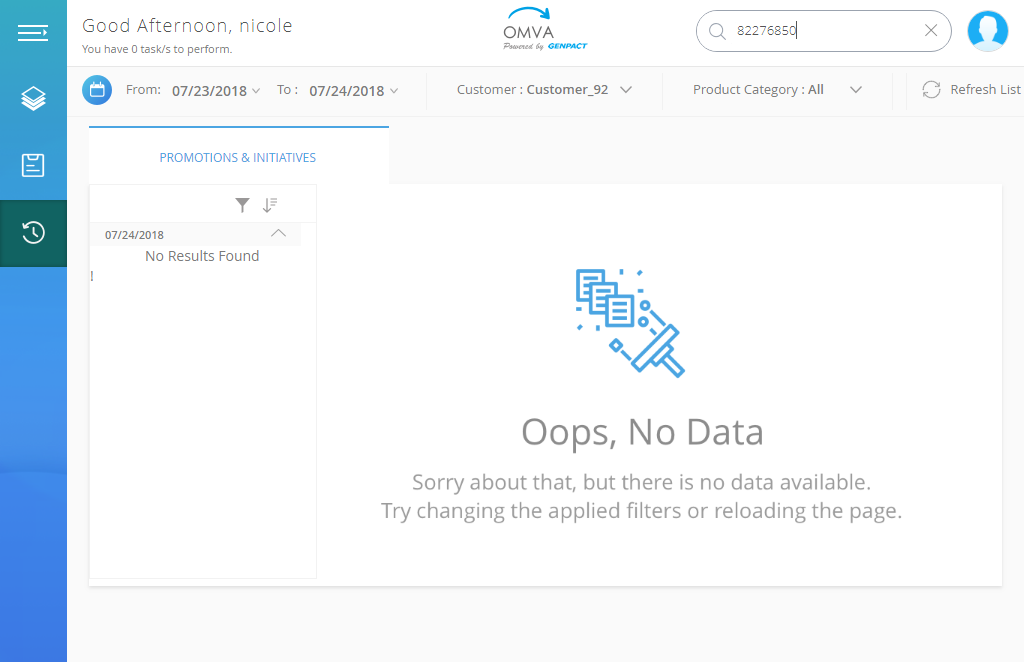 Good Afternoon, nicole
You have 0 task/s to perform.
OMVA
Powered by GENPACT
82276850
From: 07/23/2018 To : 07/24/2018 Customer : Customer_92 Product Category : All Refresh List
PROMOTIONS & INITIATIVES
07/24/2018
No Results Found
!
Oops, No Data
Sorry about that, but there is no data available.
Try changing the applied filters or reloading the page.